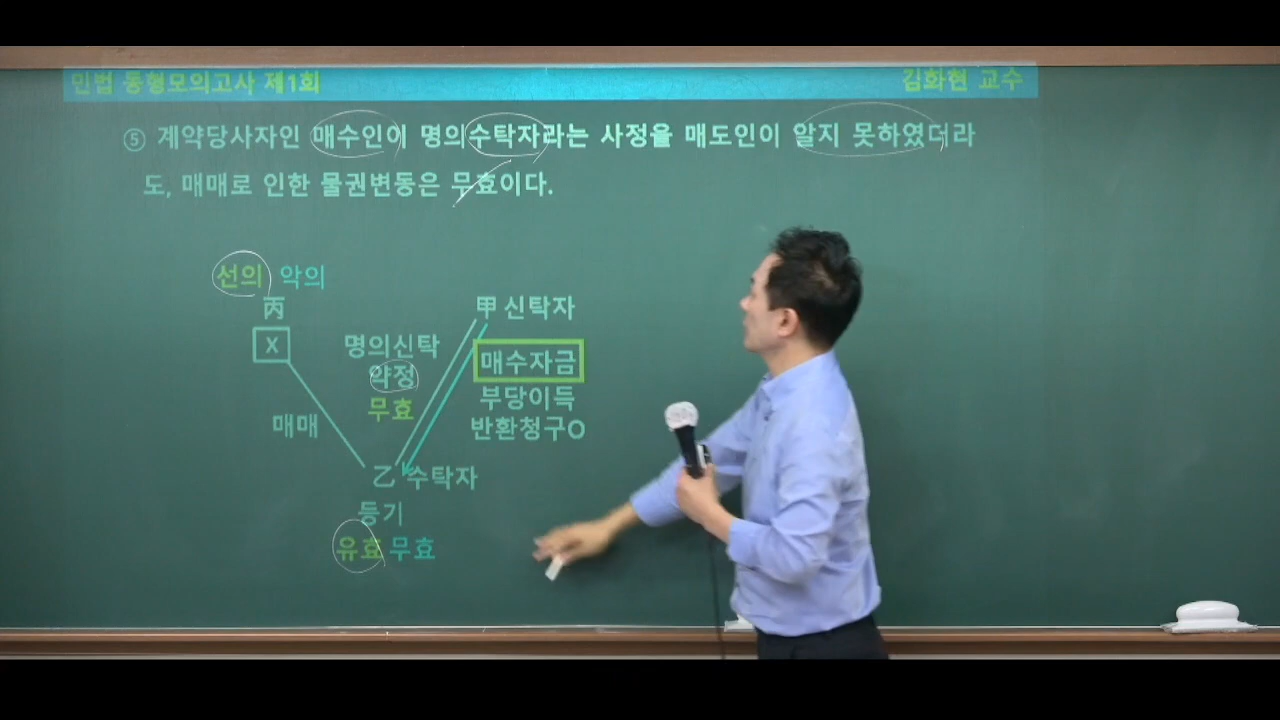 민법 동형모의고사 제1회 김화현 교수
⑤ 계약당사자인 매수인이 명의수탁자라는 사정을 매도인이 알지 못하였더라
도, 매매로 인한 물권변동은 무효이다.
선의 악의
丙
X
甲 신탁자
명의신탁
약정
무효
매수자금
부당이득
반환청구O
매매
乙 수탁자
등기
유효 무효